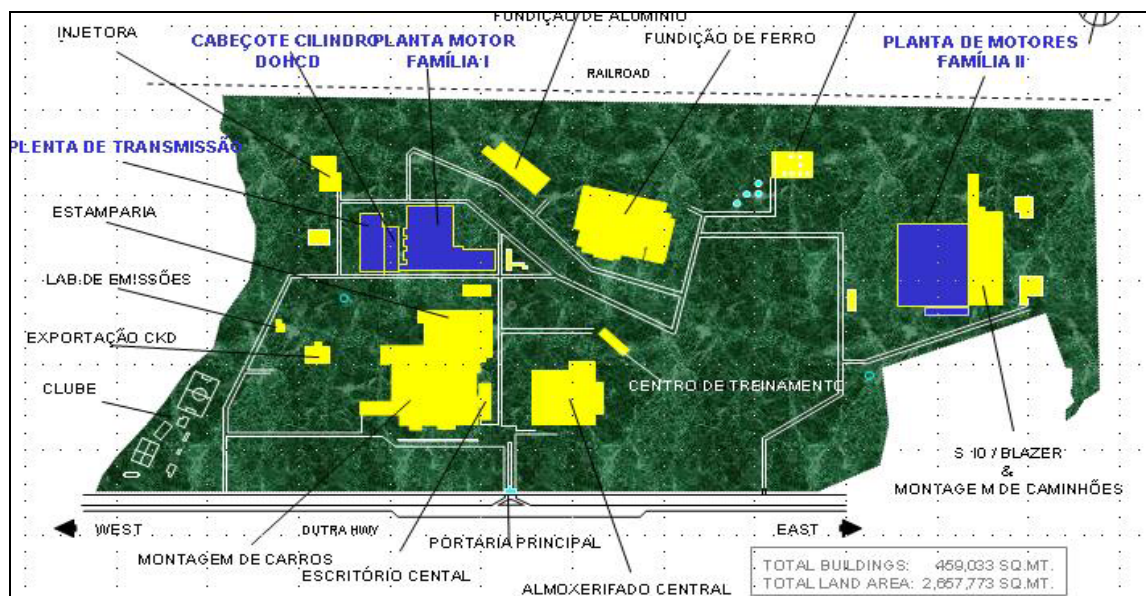 FUNDIÇÃO DE ALUMÍNIO
INJETORA
CABEÇOTE CILINDRO
DOHCD
PLANTA MOTOR
FAMÍLIA I
FUNDIÇÃO DE FERRO
PLANTA DE MOTORES
FAMÍLIA II
RAILROAD
PLENTA DE TRANSMISSÃO
ESTAMPARIA
LAB.DE EMISSÕES
EXPORTAÇÃO CKD
CLUBE
CENTRO DE TREINAMENTO
S-10 / BLAZER
&
MONTAGEM DE CAMINHÕES
WEST
DUTRA HWY
EAST
PORTARIA PRINCIPAL
MONTAGEM DE CARROS
ESCRITÓRIO CENTAL
ALMOXERIFADO CENTRAL
TOTAL BUILDINGS: 459,033 SQ.MT.
TOTAL LAND AREA: 2,657,773 SQ.MT.